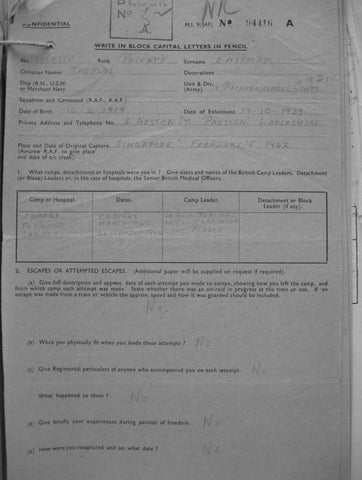 CONFIDENTIAL
BLOCK
No
A.
NR
M.I. 9/JAP/ No 94416 A
WRITE IN BLOCK CAPITAL LETTERS IN PENCIL
No. Rank PRIVATE Surname EASTHAM
Christian Names THOMAS Decorations
Ship (R.N., U.S.N. or Merchant Navy) Unit & Div. (Army) 18 RECONNAISSANCE 18 DIV
Squadron and Command (R.A.F., A.A.F.)
Date of Birth 1919 Date of Enlistment 19.10.1939
Private Address and Telephone No. 6 NESTOR ST. PRESTON LANCASHIRE
Place and Date of Original Capture SINGAPORE: FEBRUARY 15 1942
(Aircrew R.A.F. to give place
and date of a/c crash)
1. What camps, detachments or hospitals were you in? Give dates and names of the British Camp Leaders, Detachment
(or Block) Leaders or, in the case of hospitals, the Senior British Medical Officers.
Camp or Hospital. Dates. Camp Leader. Detachment or Block
Leader (if any).
CHANGI
THAILAND
2. ESCAPES OR ATTEMPTED ESCAPES. (Additional paper will be supplied on request if required).
(a) Give full description and approx. date of each attempt you made to escape, showing how you left the camp, and
from which camp each attempt was made. State whether there was an air-raid in progress at the time or not. If an
escape was made from a train or vehicle the approx. speed and how it was guarded should be included.
No.
(b) Were you physically fit when you made these attempts? No
(c) Give Regimental particulars of anyone who accompanied you on each attempt. No
What happened to them? No
(d) Give briefly your experiences during periods of freedom. No
(e) How were you recaptured and on what date? No.